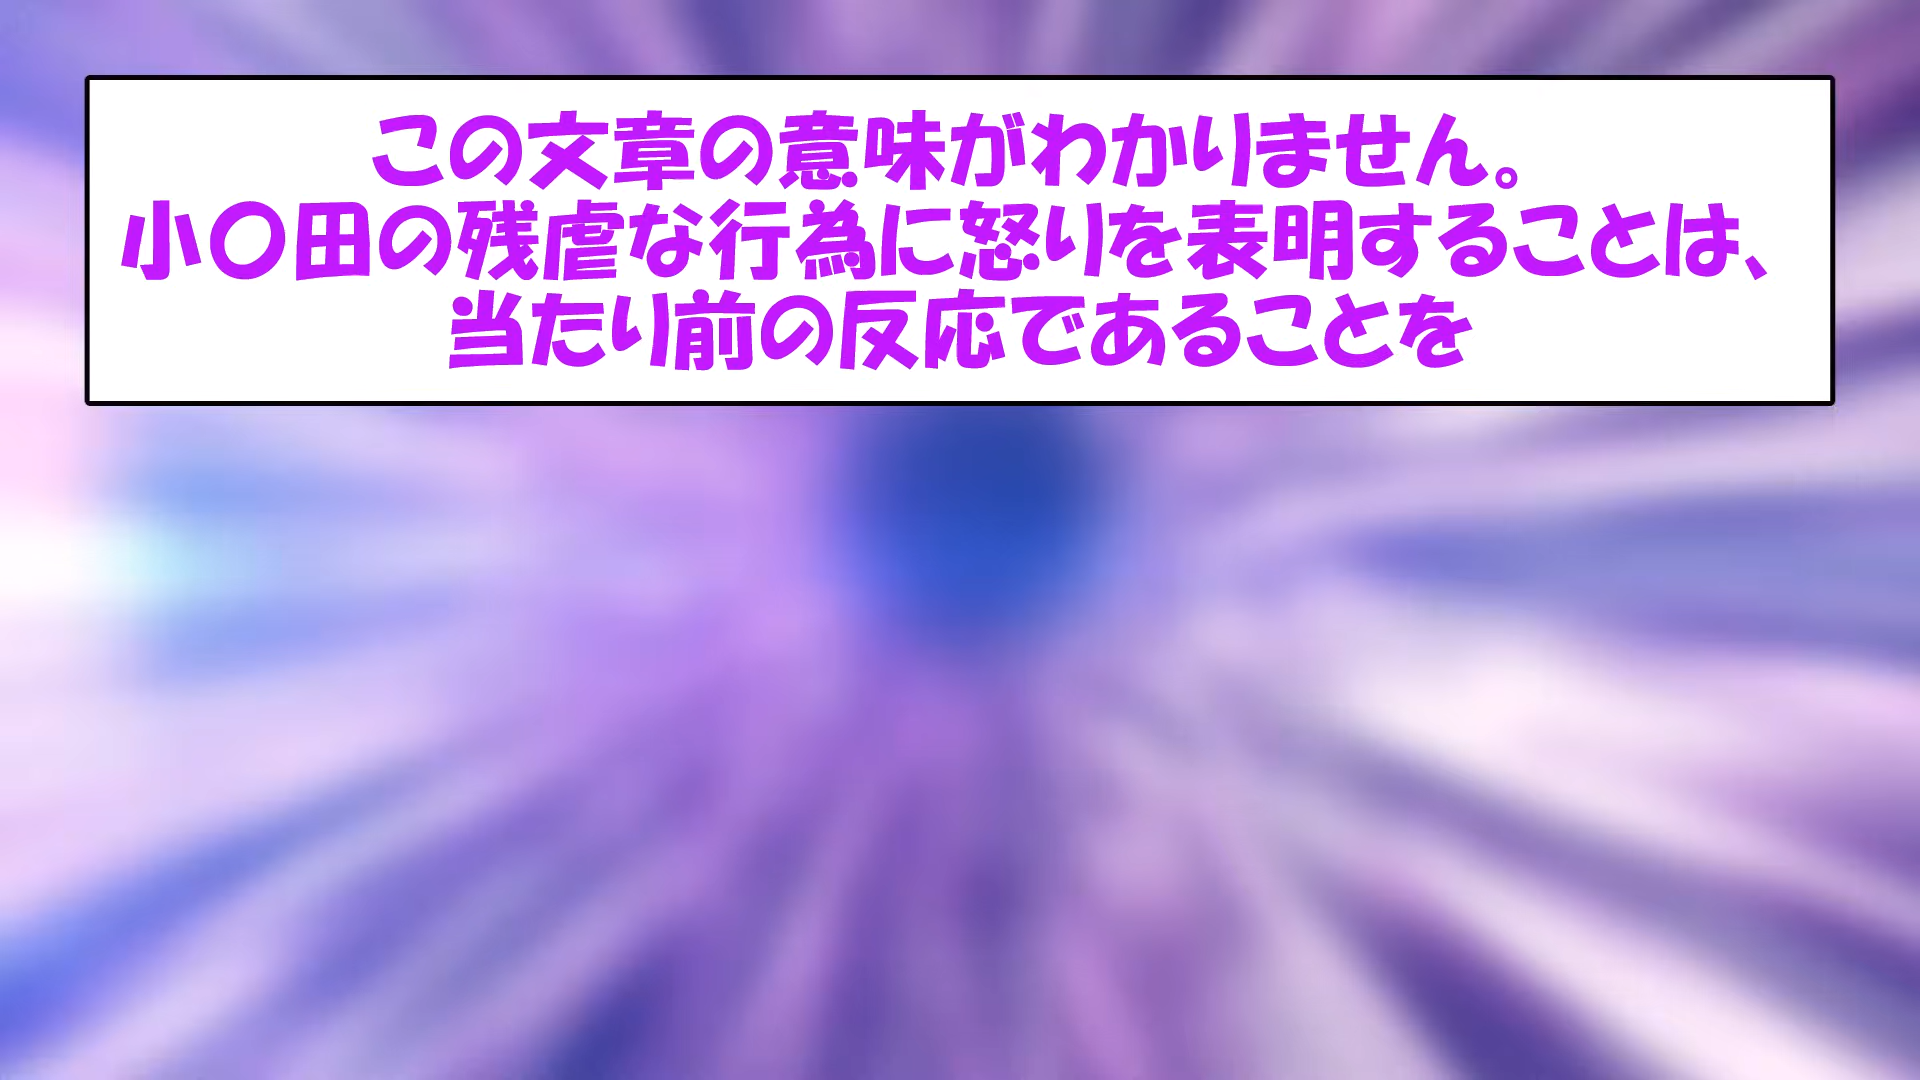 この文章の意味がわかりません。
小〇田の残虐な行為に怒りを表明することは、
当たり前の反応であることを